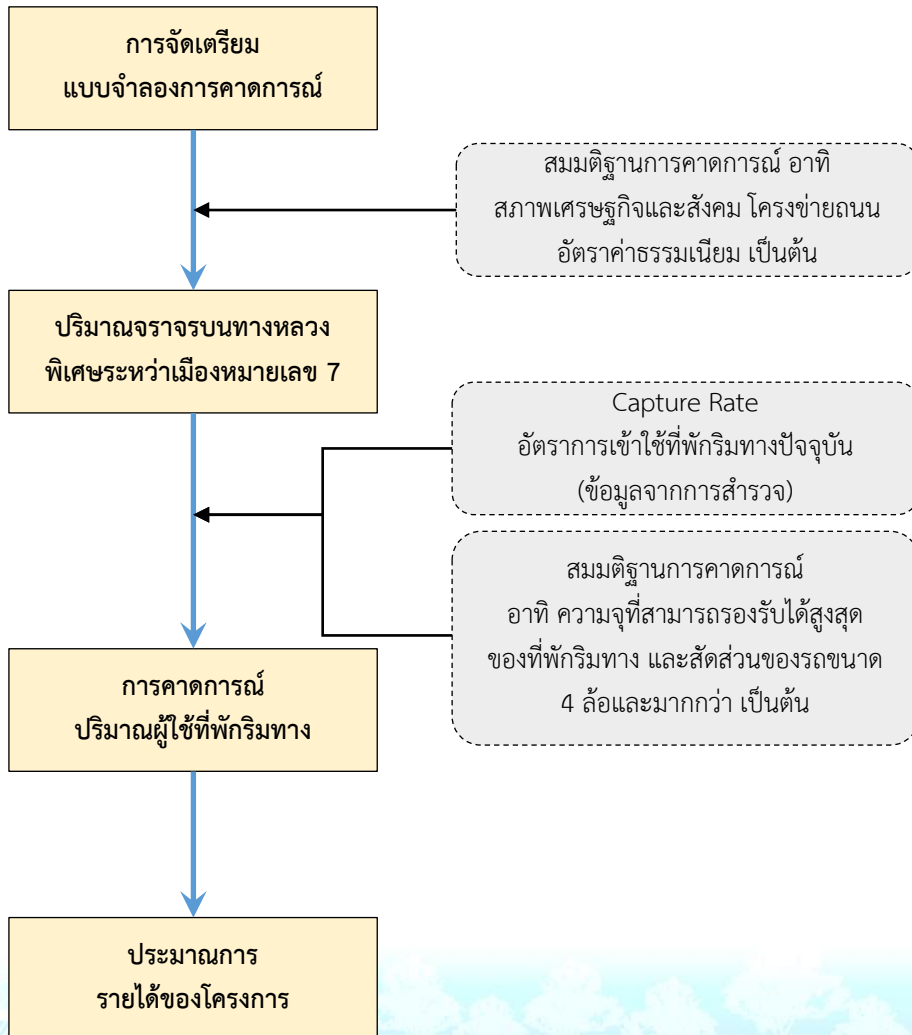 การจัดเตรียม
แบบจำลองการคาดการณ์
สมมติฐานการคาดการณ์ อาทิ
สภาพเศรษฐกิจและสังคม โครงข่ายถนน
อัตราค่าธรรมเนียม เป็นต้น
ปริมาณจราจรบนทางหลวง
พิเศษระหว่าเมืองหมายเลข 7
Capture Rate
อัตราการเข้าใช้ที่พักริมทางปัจจุบัน
(ข้อมูลจากการสำรวจ)
สมมติฐานการคาดการณ์
อาทิ ความจุที่สามารถรองรับได้สูงสุด
ของที่พักริมทาง และสัดส่วนของรถขนาด
4 ล้อและมากกว่า เป็นต้น
การคาดการณ์
ปริมาณผู้ใช้ที่พักริมทาง
ประมาณการ
รายได้ของโครงการ